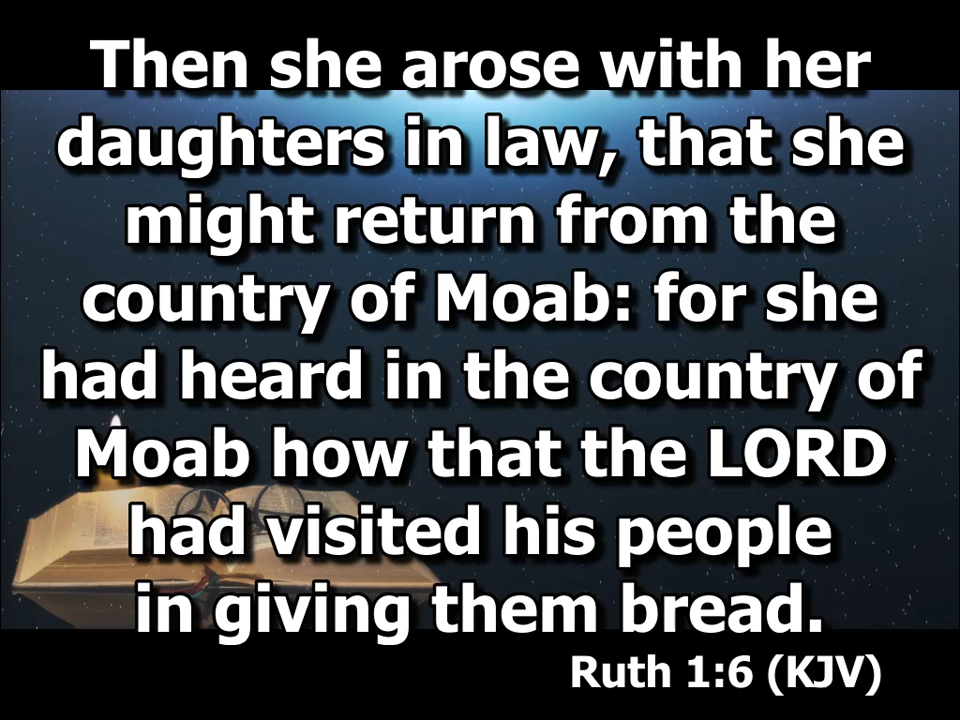 Then she arose with her
daughters in law, that she
might return from the
country of Moab: for she
had heard in the country of
Moab how that the LORD
had visited his people
in giving them bread.
Ruth 1:6 (KJV)